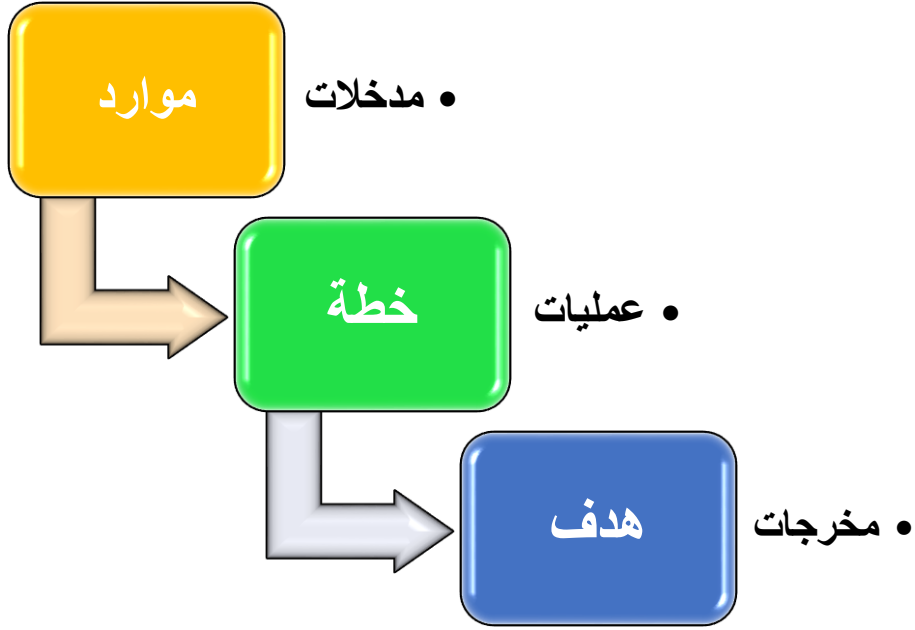 موارد
• مدخلات
خطة
• عمليات
هدف
• مخرجات